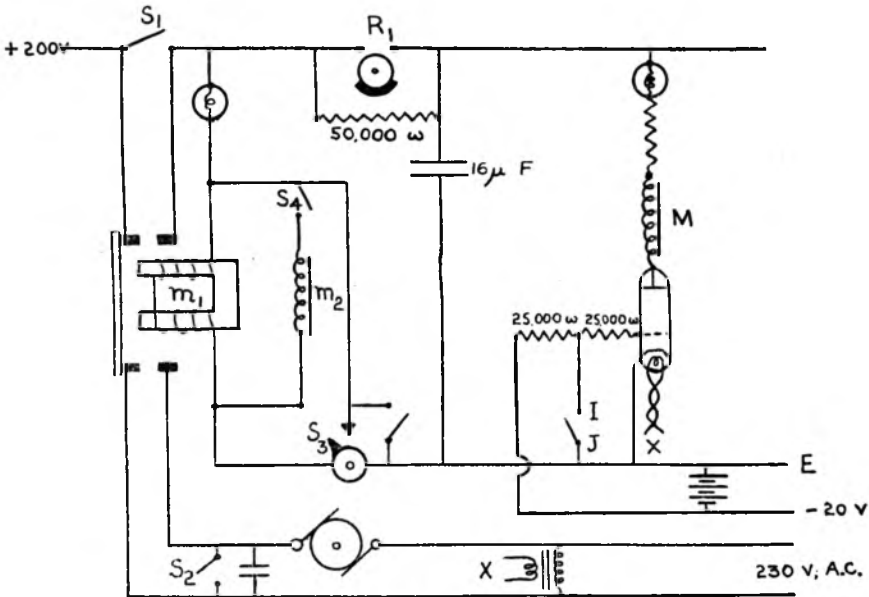 S1
+200V
R1
50,000 ω
16μ F
S4
M
m1
m2
25,000 ω
25,000 ω
I
S3
J
X
E
- 20 V
S2
X
230 V, A.C.